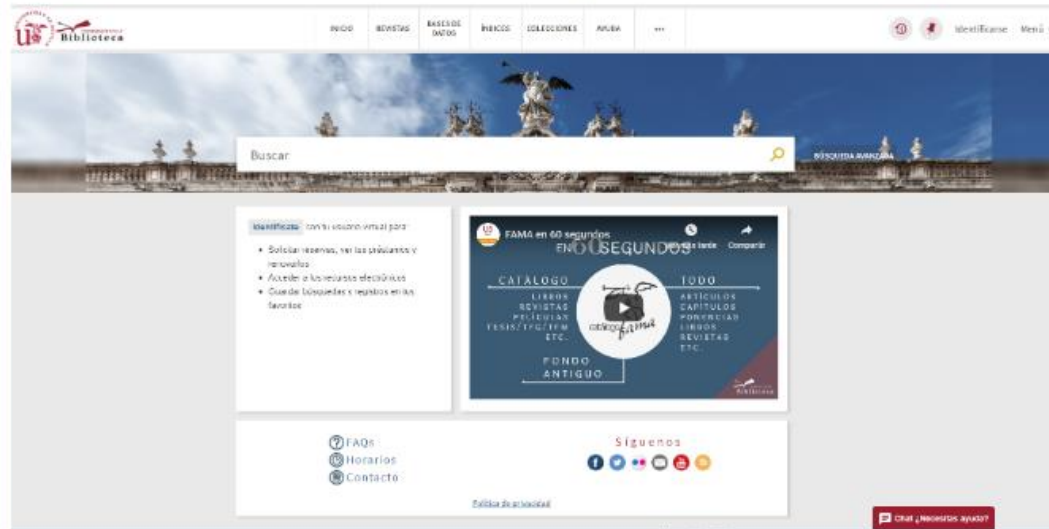 Biblioteca
INICIO
REVISTAS
BASES DE
DATOS
ÍNDICES
COLECCIONES
AYUDA
...
Identificarse
Menú
Buscar
BÚSQUEDA AVANZADA
Identifícate con tu usuario virtual para:
Solicitar reservas, ver tus préstamos y
renovarlos
Acceder a los recursos electrónicos
Guardar búsquedas y registros en tus
favoritos
FAMA en 60 segundos
Compartir
EN 60 SEGUNDOS
CATÁLOGO
LIBROS
REVISTAS
PELÍCULAS
TESIS/TFG/TFM
ETC.
catálogo
TODO
ARTÍCULOS
CAPÍTULOS
PONENCIAS
LIBROS
REVISTAS
ETC.
FONDO
ANTIGUO
Biblioteca
FAQs
Horarios
Contacto
Síguenos
Política de privacidad
Chat ¿Necesitas ayuda?